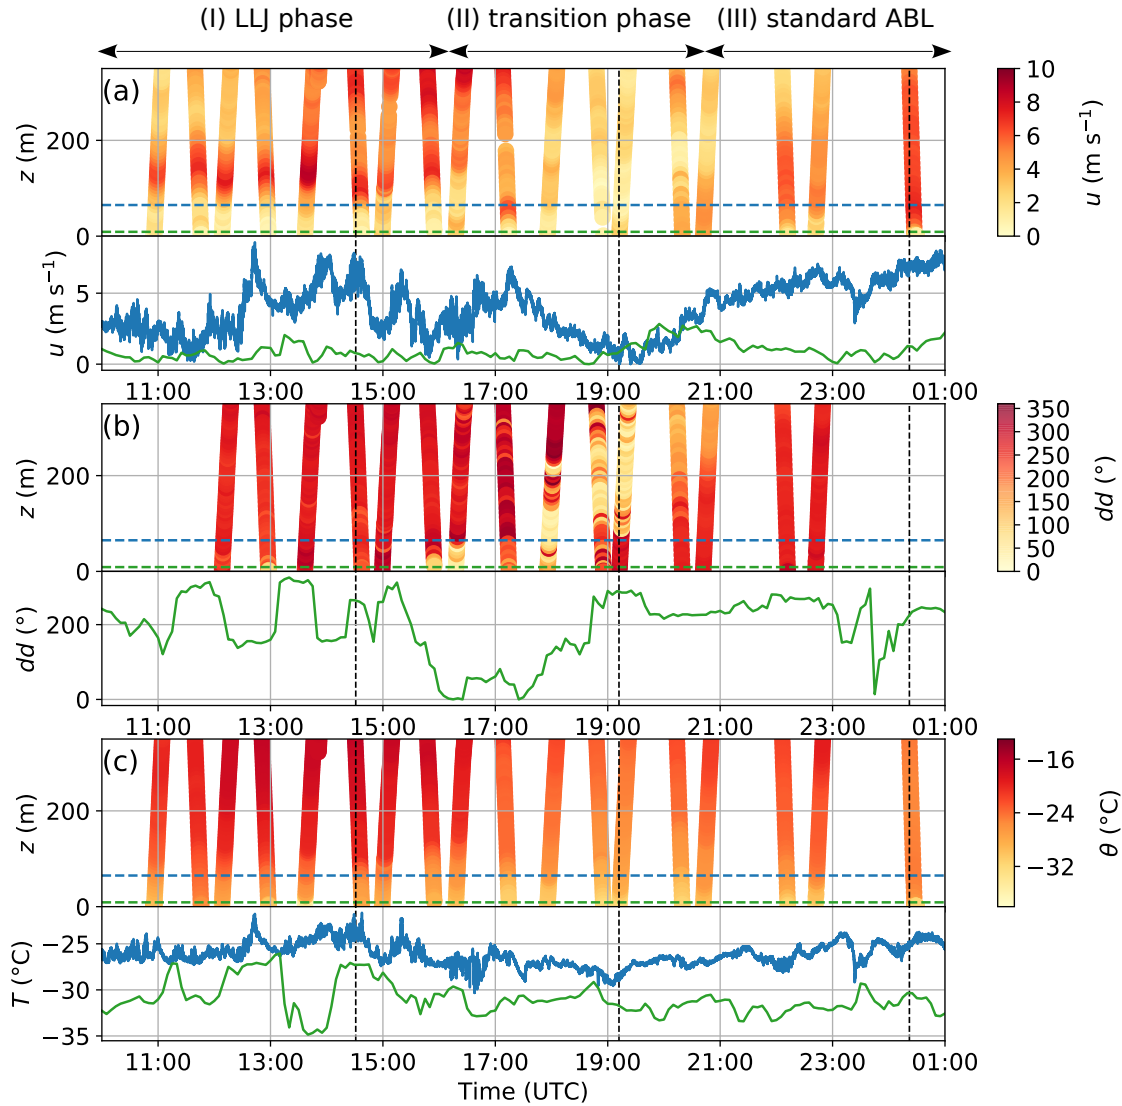 (I) LLJ phase (II) transition phase (III) standard ABL
(a)
200
0
z (m)
10
8
6
4
2
0
u (m s⁻¹)
5
0
u (m s⁻¹)
11:00 13:00 15:00 17:00 19:00 21:00 23:00 01:00
(b)
200
0
z (m)
350
300
250
200
150
100
50
0
dd (°)
200
0
dd (°)
11:00 13:00 15:00 17:00 19:00 21:00 23:00 01:00
(c)
200
0
z (m)
−16
−24
−32
θ (°C)
−25
−30
−35
T (°C)
11:00 13:00 15:00 17:00 19:00 21:00 23:00 01:00
Time (UTC)